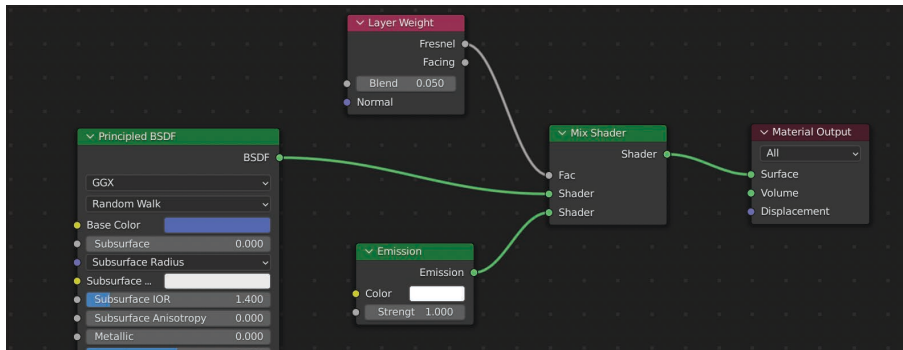 Layer Weight
Fresnel
Facing
Blend 0.050
Normal
Principled BSDF
BSDF
GGX
Random Walk
Base Color
Subsurface 0.000
Subsurface Radius
Subsurface ...
Subsurface IOR 1.400
Subsurface Anisotropy 0.000
Metallic 0.000
Emission
Emission
Color
Strengt 1.000
Mix Shader
Shader
Fac
Shader
Shader
Material Output
All
Surface
Volume
Displacement